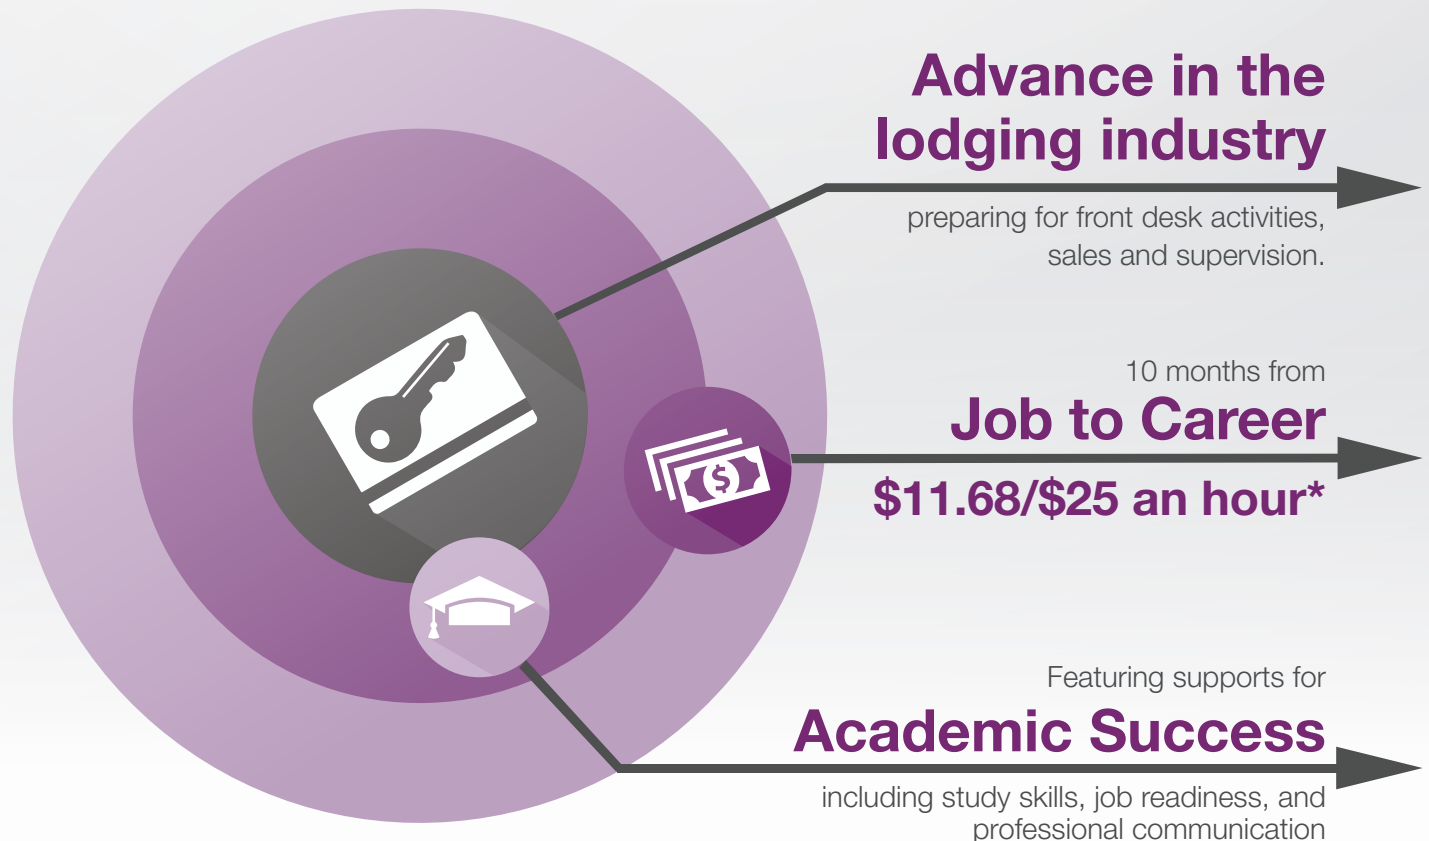 Advance in the
lodging industry
preparing for front desk activities,
sales and supervision.
10 months from
Job to Career
$11.68/$25 an hour*
Featuring supports for
Academic Success
including study skills, job readiness, and
professional communication
$